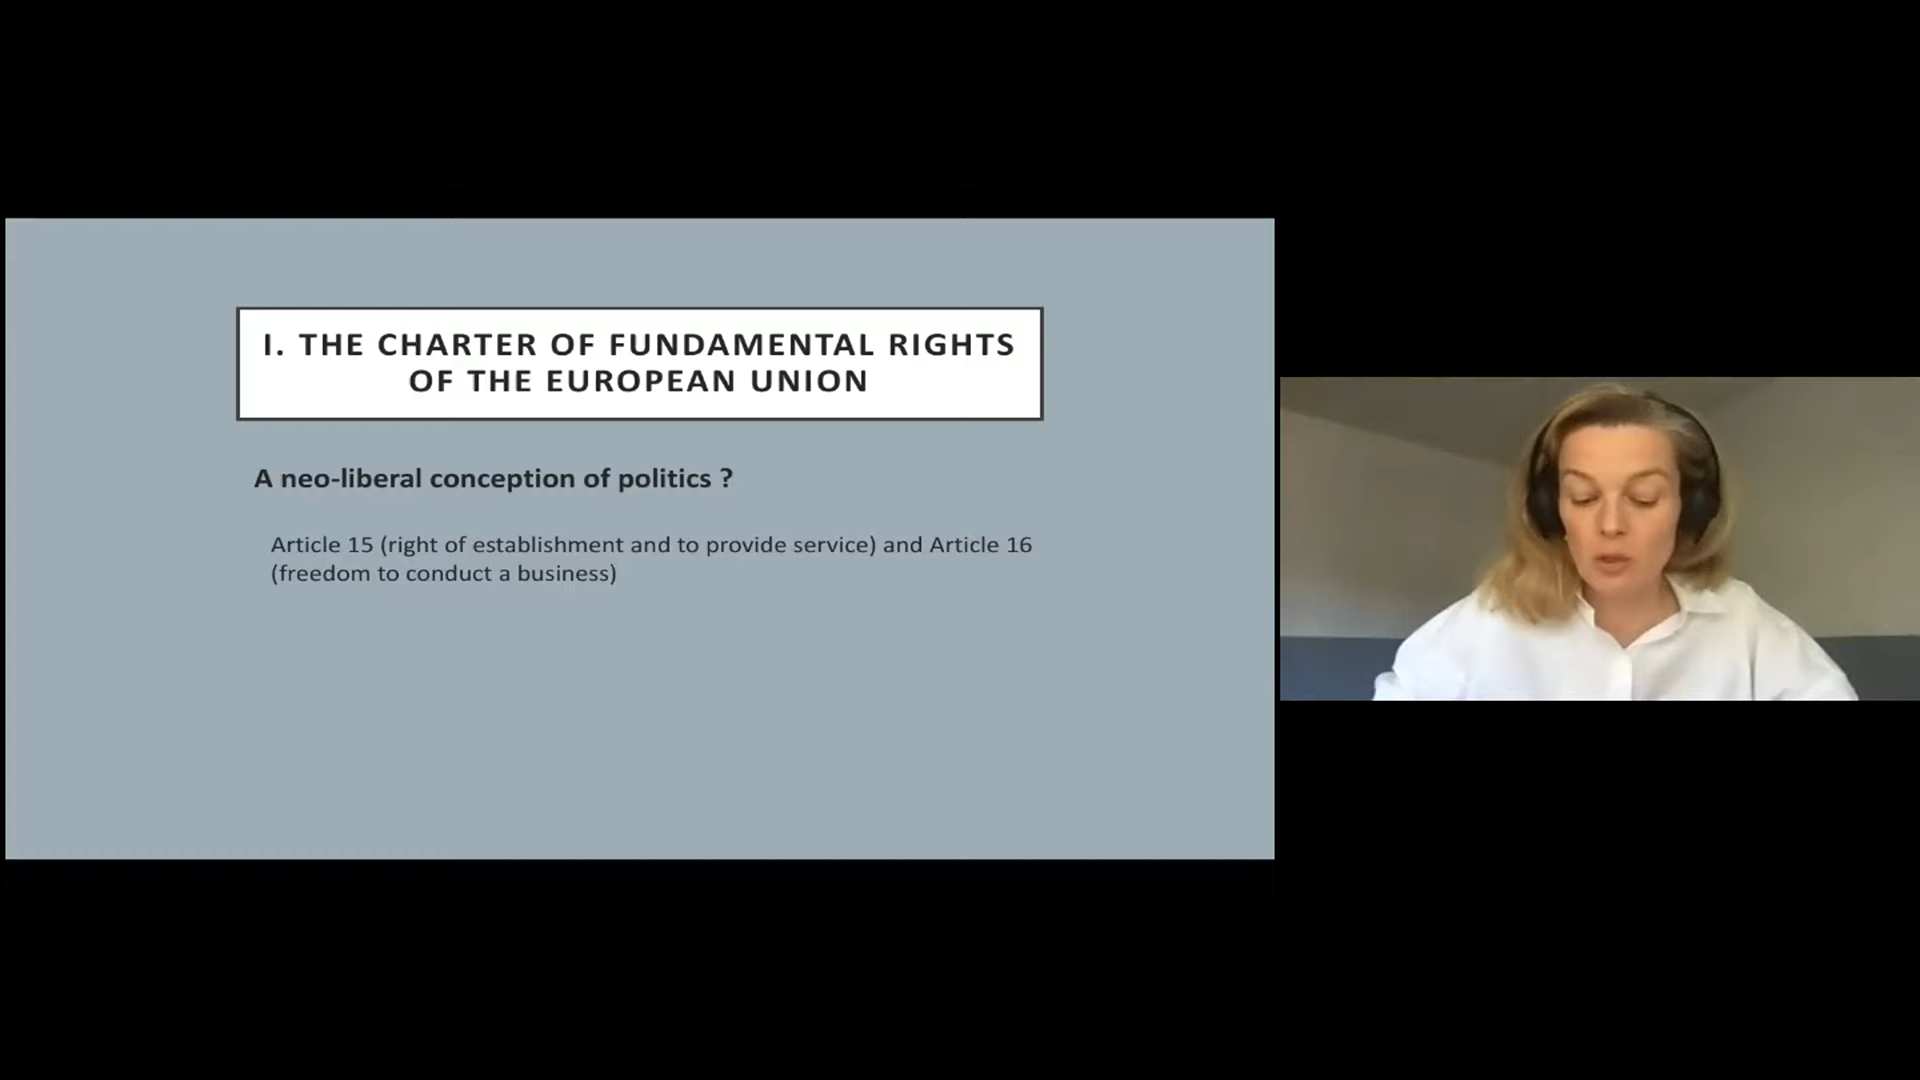 I. THE CHARTER OF FUNDAMENTAL RIGHTS
OF THE EUROPEAN UNION
A neo-liberal conception of politics ?
Article 15 (right of establishment and to provide service) and Article 16
(freedom to conduct a business)